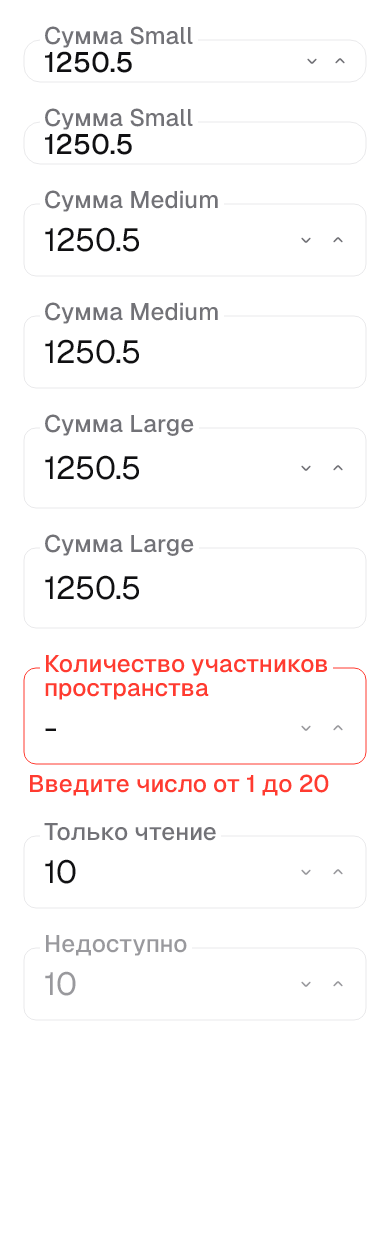 Сумма Small
1250.5
Сумма Small
1250.5
Сумма Medium
1250.5
Сумма Medium
1250.5
Сумма Large
1250.5
Сумма Large
1250.5
Количество участников
пространства
-
Введите число от 1 до 20
Только чтение
10
Недоступно
10